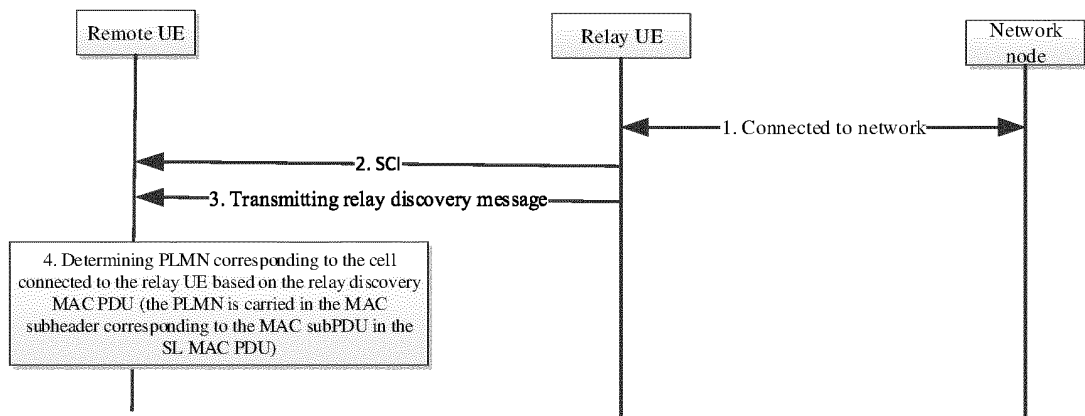 Remote UE
Relay UE
Network
node
1. Connected to network
2. SCI
3. Transmitting relay discovery message
4. Determining PLMN corresponding to the cell
connected to the relay UE based on the relay discovery
MAC PDU (the PLMN is carried in the MAC
subheader corresponding to the MAC subPDU in the
SL MAC PDU)